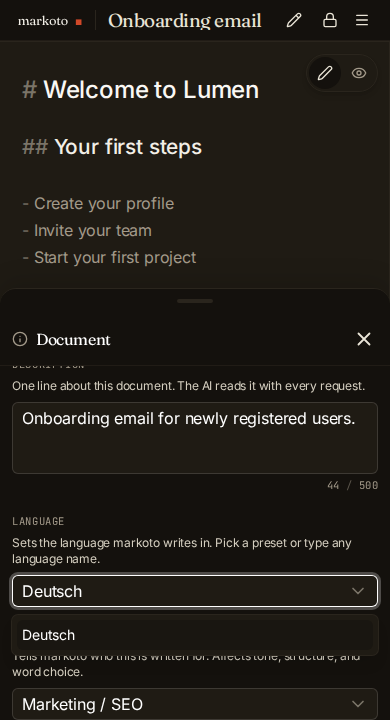 markoto
Onboarding email
# Welcome to Lumen
## Your first steps
- Create your profile
- Invite your team
- Start your first project
Document
DESCRIPTION
One line about this document. The AI reads it with every request.
Onboarding email for newly registered users.
44 / 500
LANGUAGE
Sets the language markoto writes in. Pick a preset or type any
language name.
Deutsch
Deutsch
Tells markoto who this is written for. Affects tone, structure, and
word choice.
Marketing / SEO